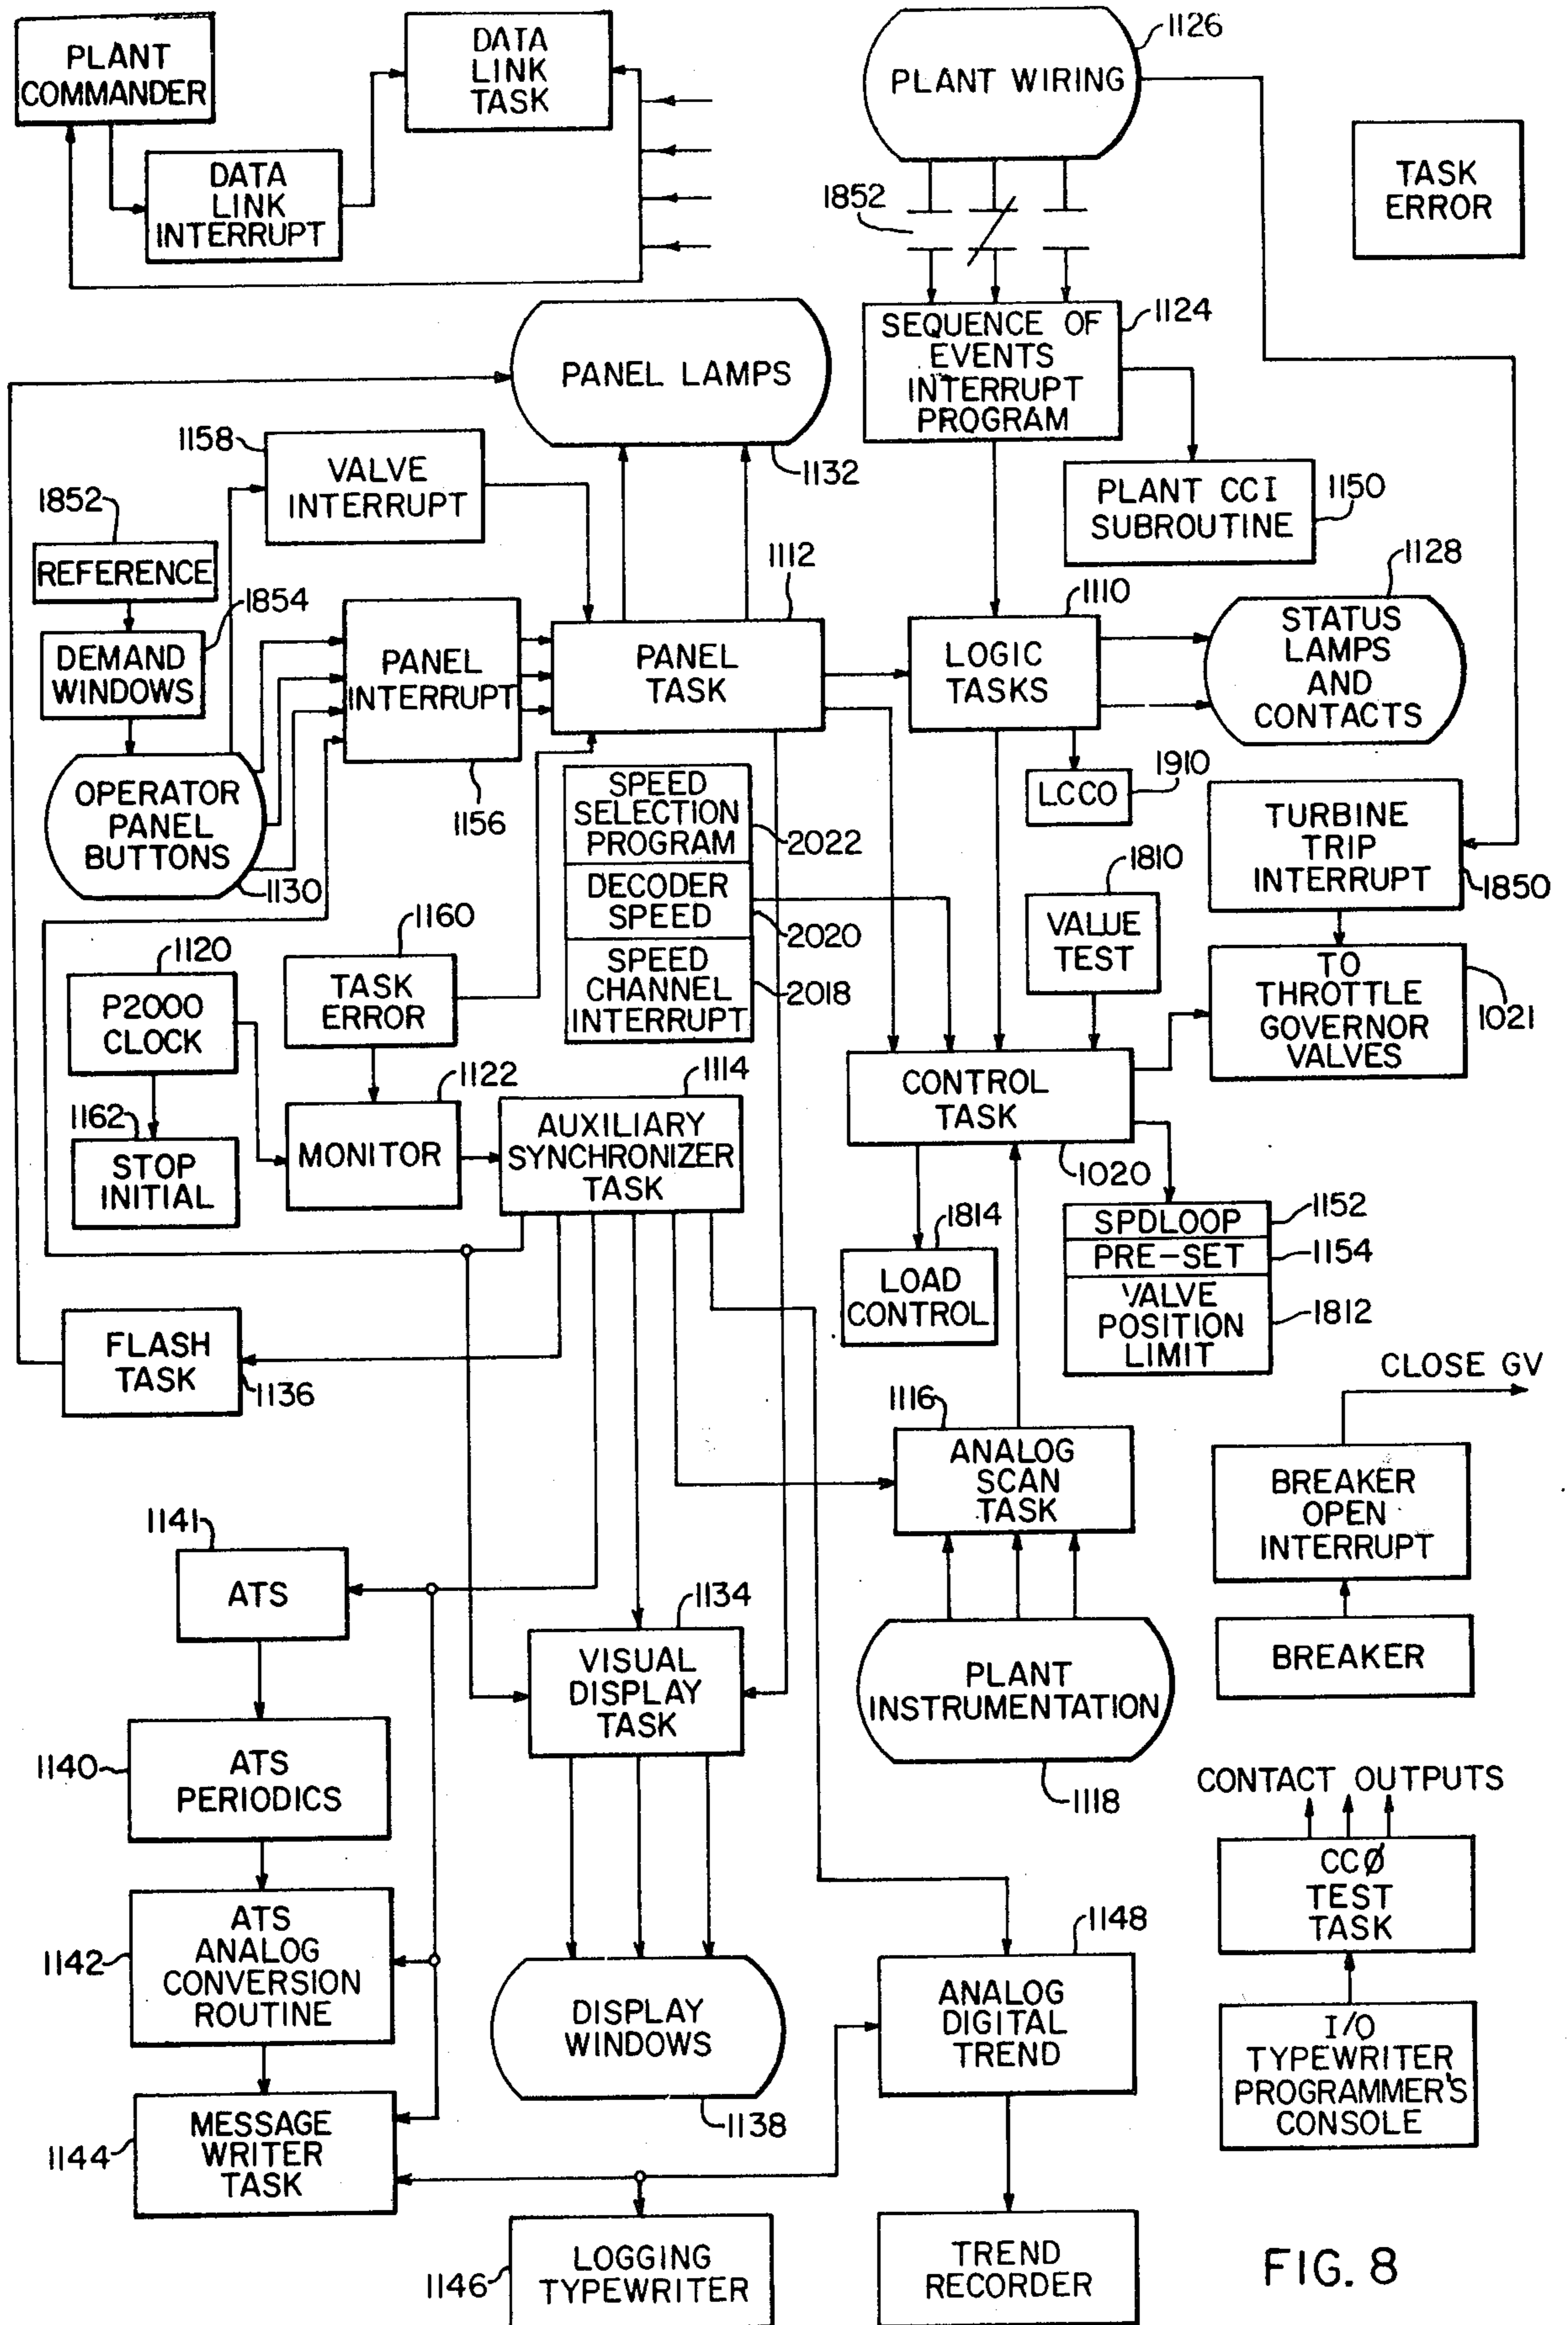 PLANT
COMMANDER
DATA
LINK
TASK
DATA
LINK
INTERRUPT
PLANT WIRING
1126
TASK
ERROR
1852
SEQUENCE OF
EVENTS
INTERRUPT
PROGRAM
1124
PANEL LAMPS
1132
1158
VALVE
INTERRUPT
PLANT CCI
SUBROUTINE
1150
1852
REFERENCE
1854
DEMAND
WINDOWS
OPERATOR
PANEL
BUTTONS
1130
PANEL
INTERRUPT
1156
1112
PANEL
TASK
1110
LOGIC
TASKS
1128
STATUS
LAMPS
AND
CONTACTS
LCCO
1910
SPEED
SELECTION
PROGRAM
2022
DECODER
SPEED
2020
SPEED
CHANNEL
INTERRUPT
2018
1810
VALUE
TEST
TURBINE
TRIP
INTERRUPT
1850
TO
THROTTLE
GOVERNOR
VALVES
1021
1120
P2000
CLOCK
1160
TASK
ERROR
1162
STOP
INITIAL
1122
MONITOR
1114
AUXILIARY
SYNCHRONIZER
TASK
CONTROL
TASK
1020
1814
LOAD
CONTROL
SPDLOOP
1152
PRE-SET
1154
VALVE
POSITION
LIMIT
1812
FLASH
TASK
1136
CLOSE GV
1116
ANALOG
SCAN
TASK
BREAKER
OPEN
INTERRUPT
BREAKER
1141
ATS
1134
VISUAL
DISPLAY
TASK
PLANT
INSTRUMENTATION
1118
1140
ATS
PERIODICS
CONTACT OUTPUTS
CCØ
TEST
TASK
1142
ATS
ANALOG
CONVERSION
ROUTINE
DISPLAY
WINDOWS
1138
1148
ANALOG
DIGITAL
TREND
I/O
TYPEWRITER
PROGRAMMER'S
CONSOLE
1144
MESSAGE
WRITER
TASK
1146
LOGGING
TYPEWRITER
TREND
RECORDER
FIG. 8